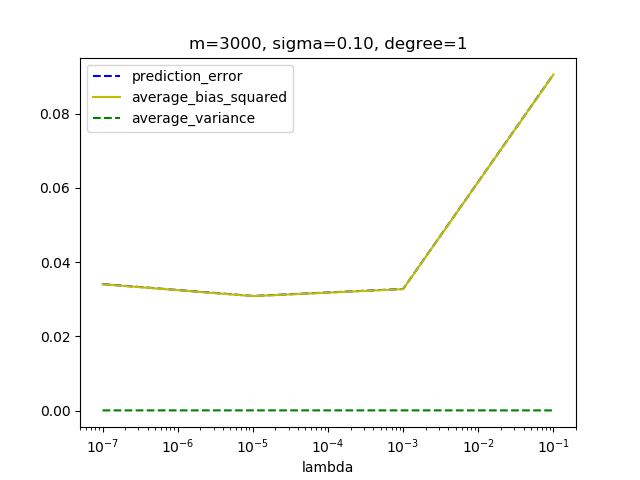 m=3000, sigma=0.10, degree=1
prediction_error
average_bias_squared
average_variance
0.08
0.06
0.04
0.02
0.00
10⁻⁷ 10⁻⁶ 10⁻⁵ 10⁻⁴ 10⁻³ 10⁻² 10⁻¹
lambda